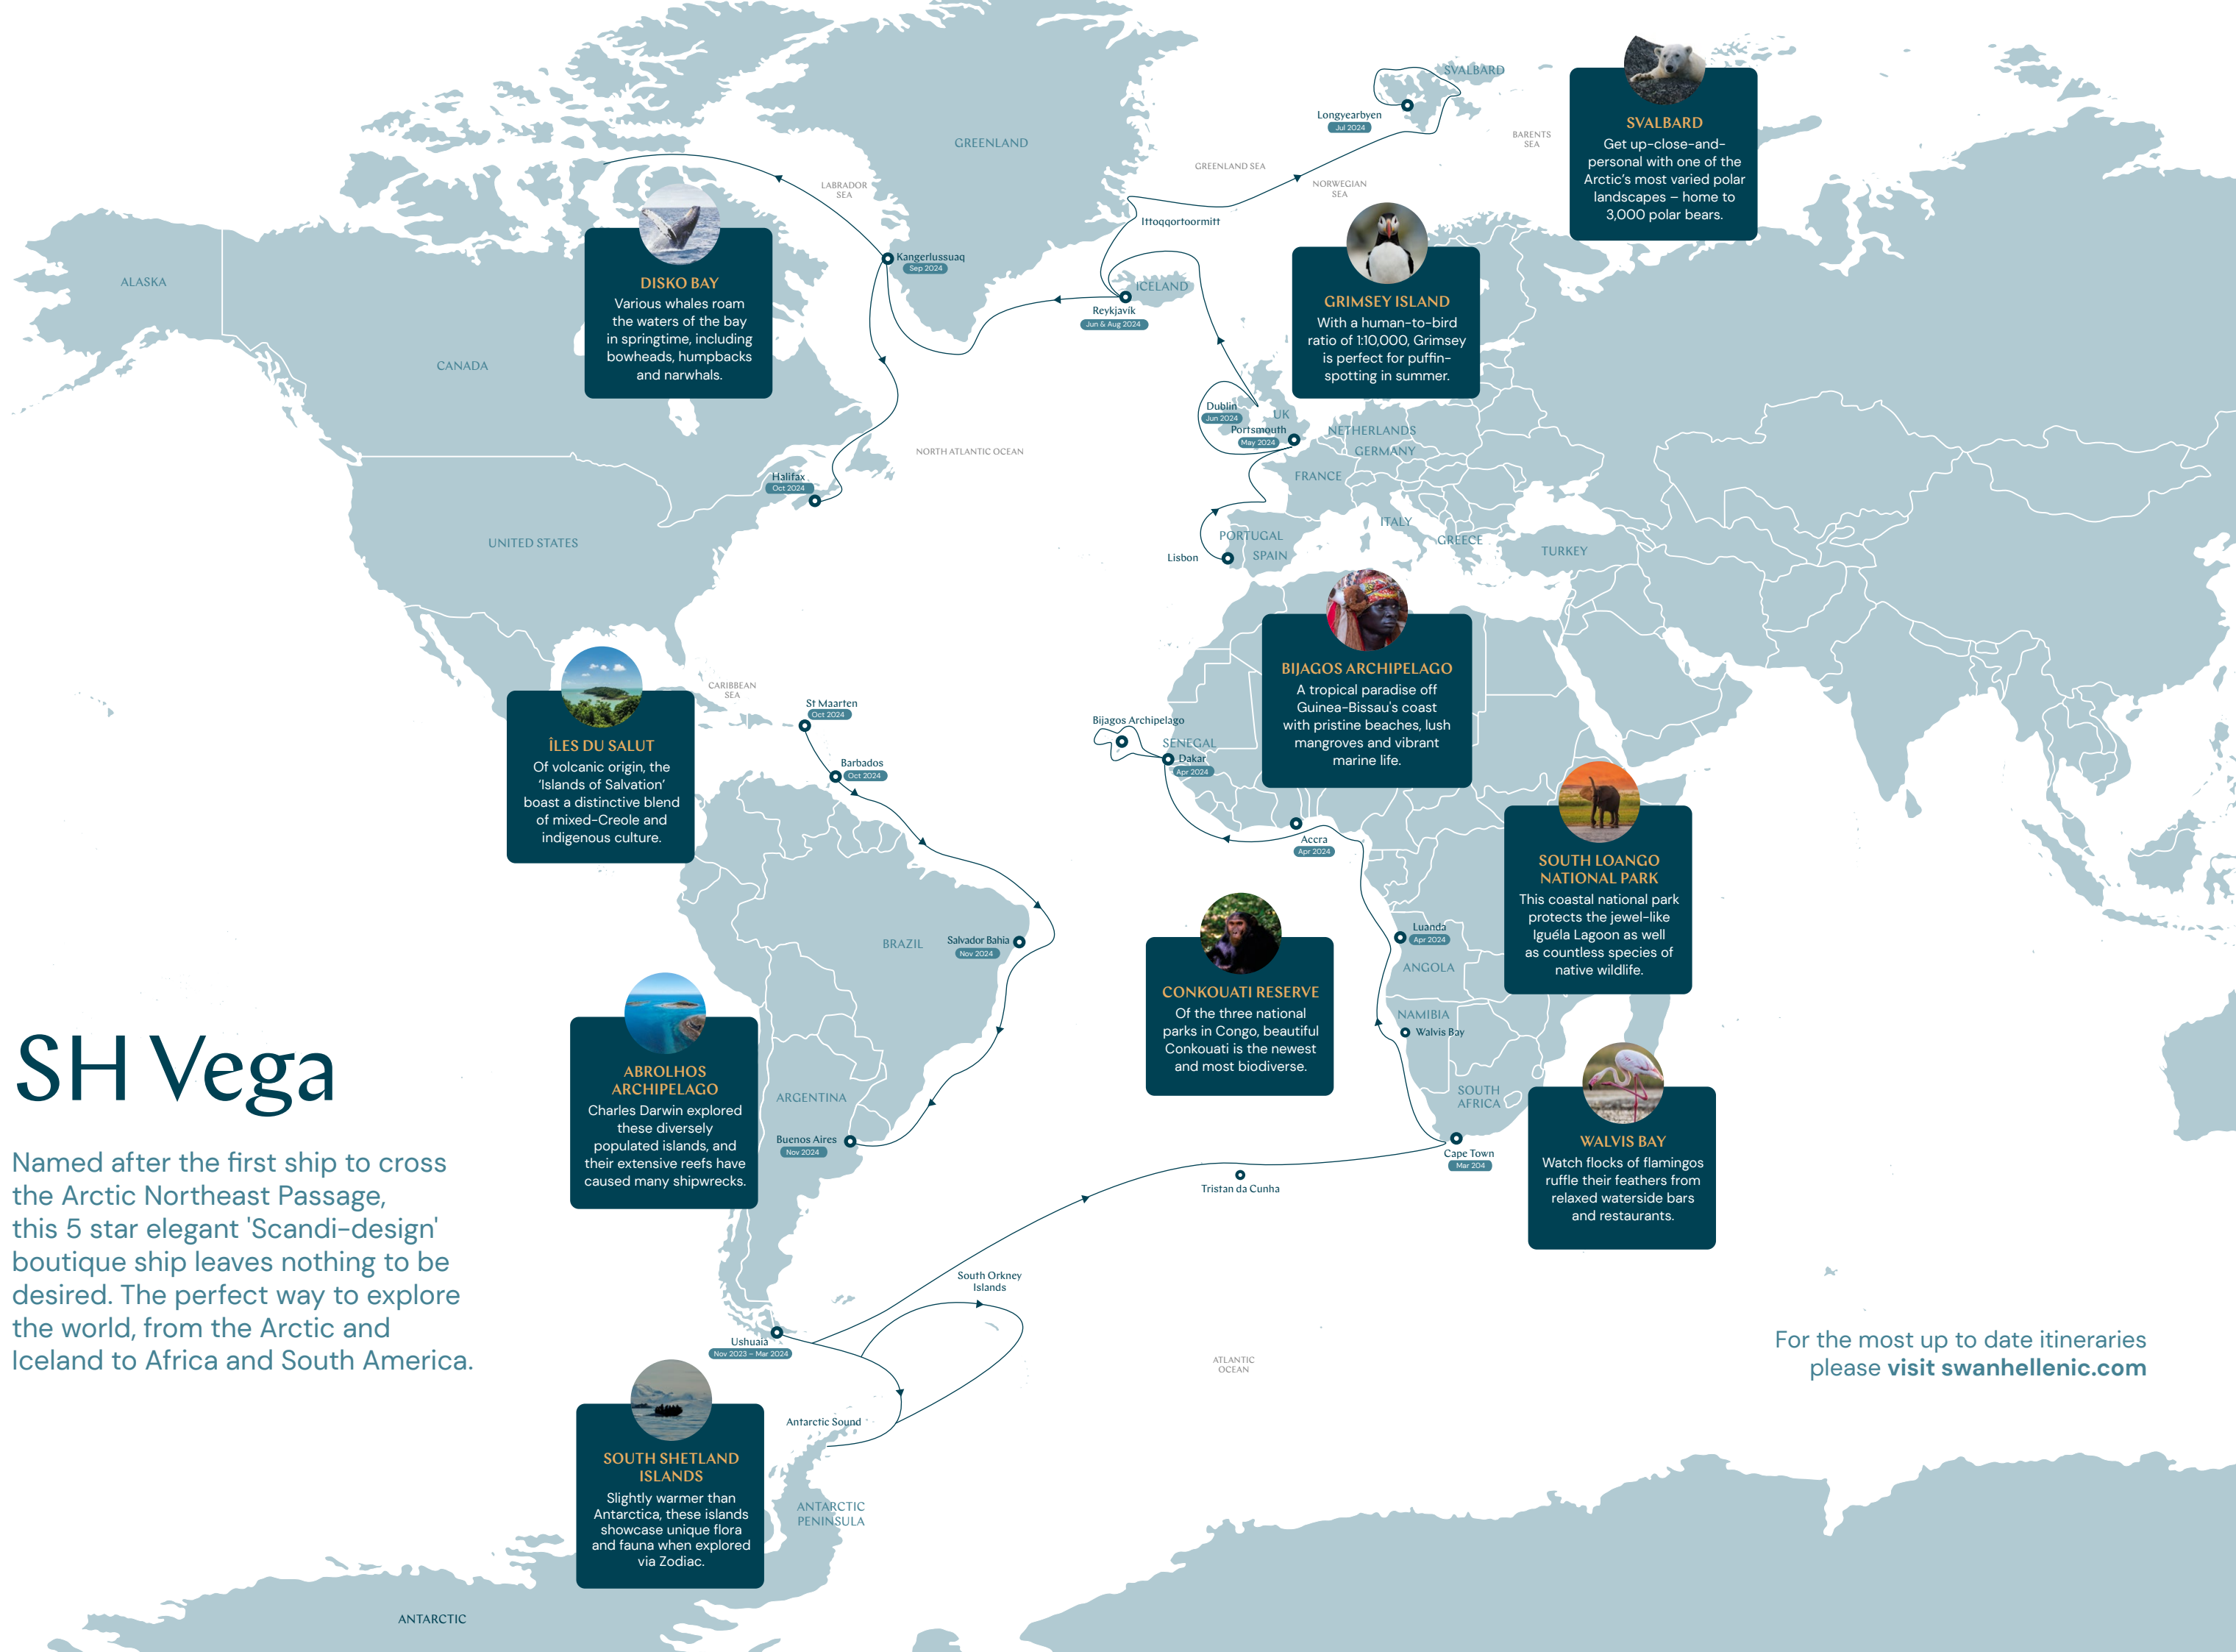 SVALBARD
Longyearbyen
Jul 2024
BARENTS
SEA
SVALBARD
Get up-close-and-
personal with one of the
Arctic's most varied polar
landscapes – home to
3,000 polar bears.
GREENLAND
GREENLAND SEA
NORWEGIAN
SEA
LABRADOR
SEA
Ittoqqortoormitt
Kangerlussuaq
Sep 2024
ICELAND
Reykjavík
Jun & Aug 2024
ALASKA
CANADA
DISKO BAY
Various whales roam
the waters of the bay
in springtime, including
bowheads, humpbacks
and narwhals.
GRIMSEY ISLAND
With a human-to-bird
ratio of 1:10,000, Grimsey
is perfect for puffin-
spotting in summer.
Dublin
Jun 2024
UK
Portsmouth
May 2024
NETHERLANDS
GERMANY
FRANCE
NORTH ATLANTIC OCEAN
Halifax
Oct 2024
UNITED STATES
ITALY
PORTUGAL
GREECE
SPAIN
TURKEY
Lisbon
BIJAGOS ARCHIPELAGO
A tropical paradise off
Guinea-Bissau's coast
with pristine beaches, lush
mangroves and vibrant
marine life.
CARIBBEAN
SEA
St Maarten
Oct 2024
Barbados
Oct 2024
Bijagos Archipelago
SENEGAL
Dakar
Apr 2024
Accra
Apr 2024
ÎLES DU SALUT
Of volcanic origin, the
‘Islands of Salvation’
boast a distinctive blend
of mixed-Creole and
indigenous culture.
SOUTH LOANGO
NATIONAL PARK
This coastal national park
protects the jewel-like
Iguéla Lagoon as well
as countless species of
native wildlife.
BRAZIL
Salvador Bahia
Nov 2024
Luanda
Apr 2024
ANGOLA
NAMIBIA
Walvis Bay
CONKOUATI RESERVE
Of the three national
parks in Congo, beautiful
Conkouati is the newest
and most biodiverse.
ABROLHOS
ARCHIPELAGO
Charles Darwin explored
these diversely
populated islands, and
their extensive reefs have
caused many shipwrecks.
ARGENTINA
Buenos Aires
Nov 2024
SOUTH
AFRICA
Cape Town
Mar 204
WALVIS BAY
Watch flocks of flamingos
ruffle their feathers from
relaxed waterside bars
and restaurants.
Tristan da Cunha
SH Vega
Named after the first ship to cross
the Arctic Northeast Passage,
this 5 star elegant 'Scandi-design'
boutique ship leaves nothing to be
desired. The perfect way to explore
the world, from the Arctic and
Iceland to Africa and South America.
South Orkney
Islands
Ushuaia
Nov 2023 – Mar 2024
ATLANTIC
OCEAN
For the most up to date itineraries
please visit swanhellenic.com
Antarctic Sound
SOUTH SHETLAND
ISLANDS
Slightly warmer than
Antarctica, these islands
showcase unique flora
and fauna when explored
via Zodiac.
ANTARCTIC
PENINSULA
ANTARCTIC